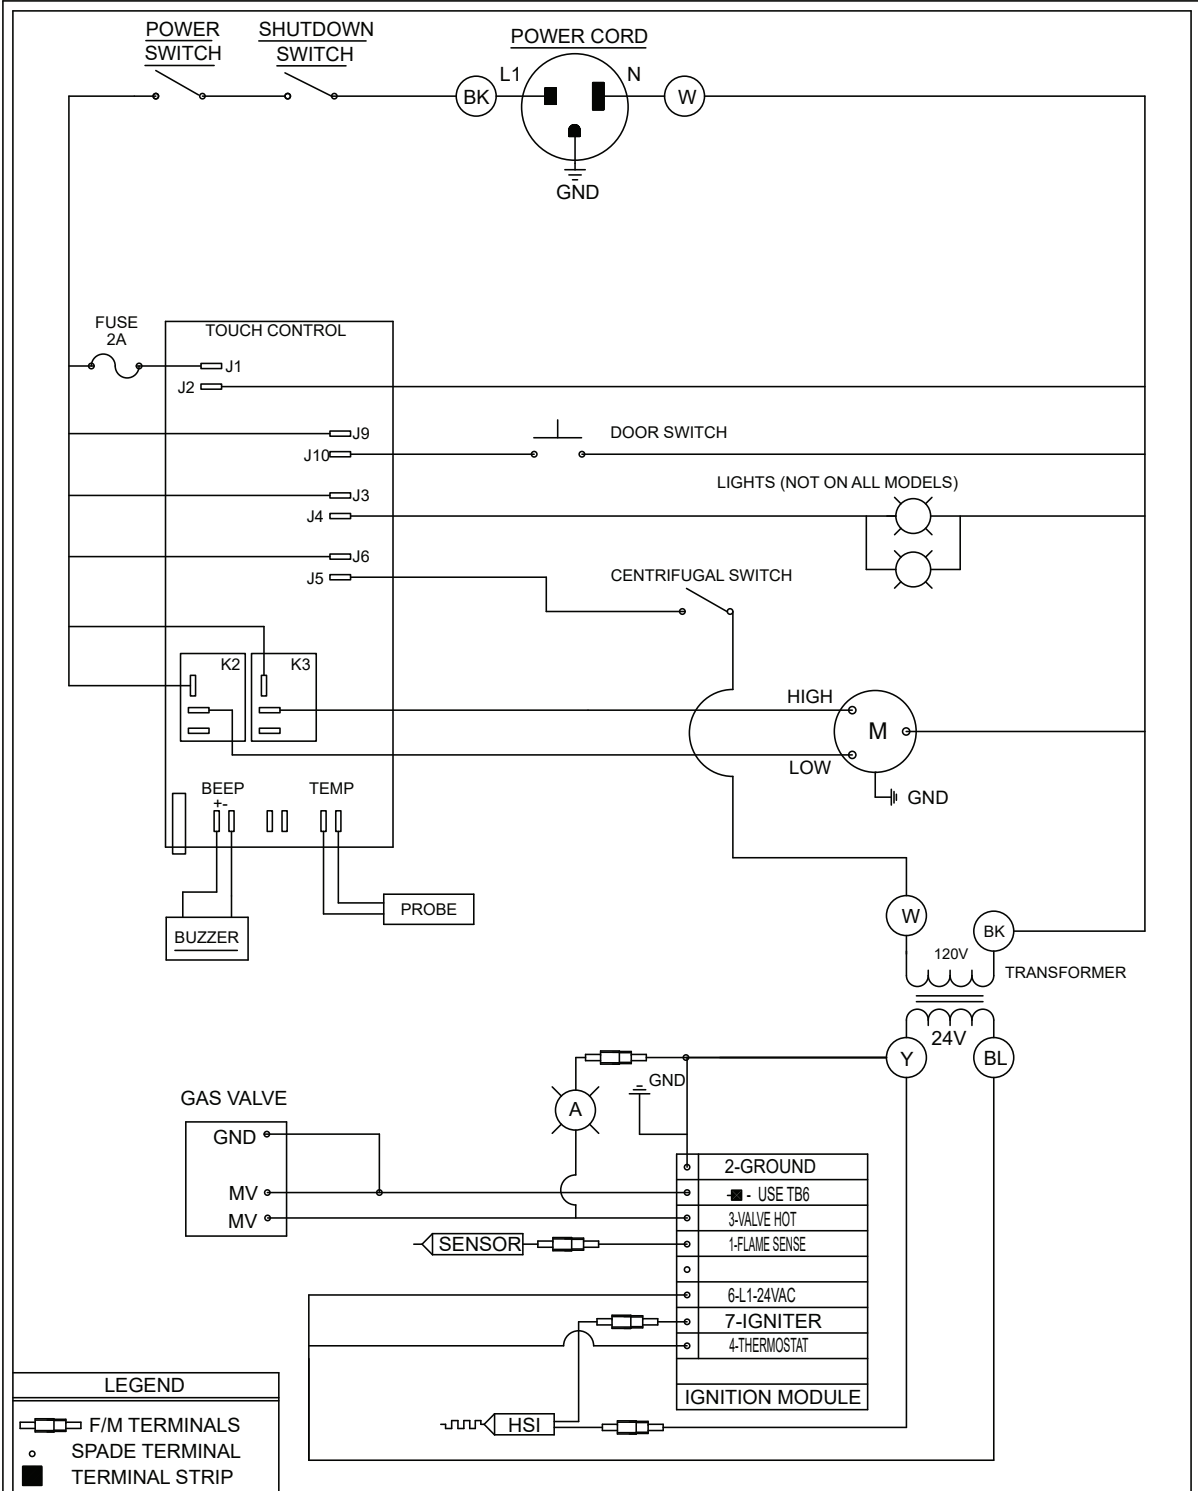 POWER
SWITCH
SHUTDOWN
SWITCH
POWER CORD
L1
N
BK
W
GND
FUSE
2A
TOUCH CONTROL
J1
J2
J9
J10
DOOR SWITCH
LIGHTS (NOT ON ALL MODELS)
J3
J4
J6
J5
CENTRIFUGAL SWITCH
K2
K3
HIGH
M
LOW
GND
BEEP
+-
TEMP
PROBE
BUZZER
W
BK
120V
TRANSFORMER
24V
Y
BL
GND
A
GAS VALVE
GND
MV
MV
2-GROUND
- USE TB6
3-VALVE HOT
SENSOR
1-FLAME SENSE
6-L1-24VAC
7-IGNITER
4-THERMOSTAT
IGNITION MODULE
HSI
LEGEND
F/M TERMINALS
SPADE TERMINAL
TERMINAL STRIP